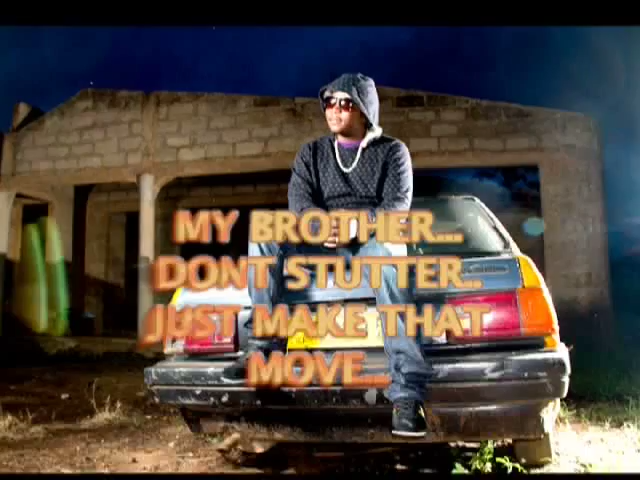 MY BROTHER...
DONT STUTTER..
JUST MAKE THAT
MOVE...